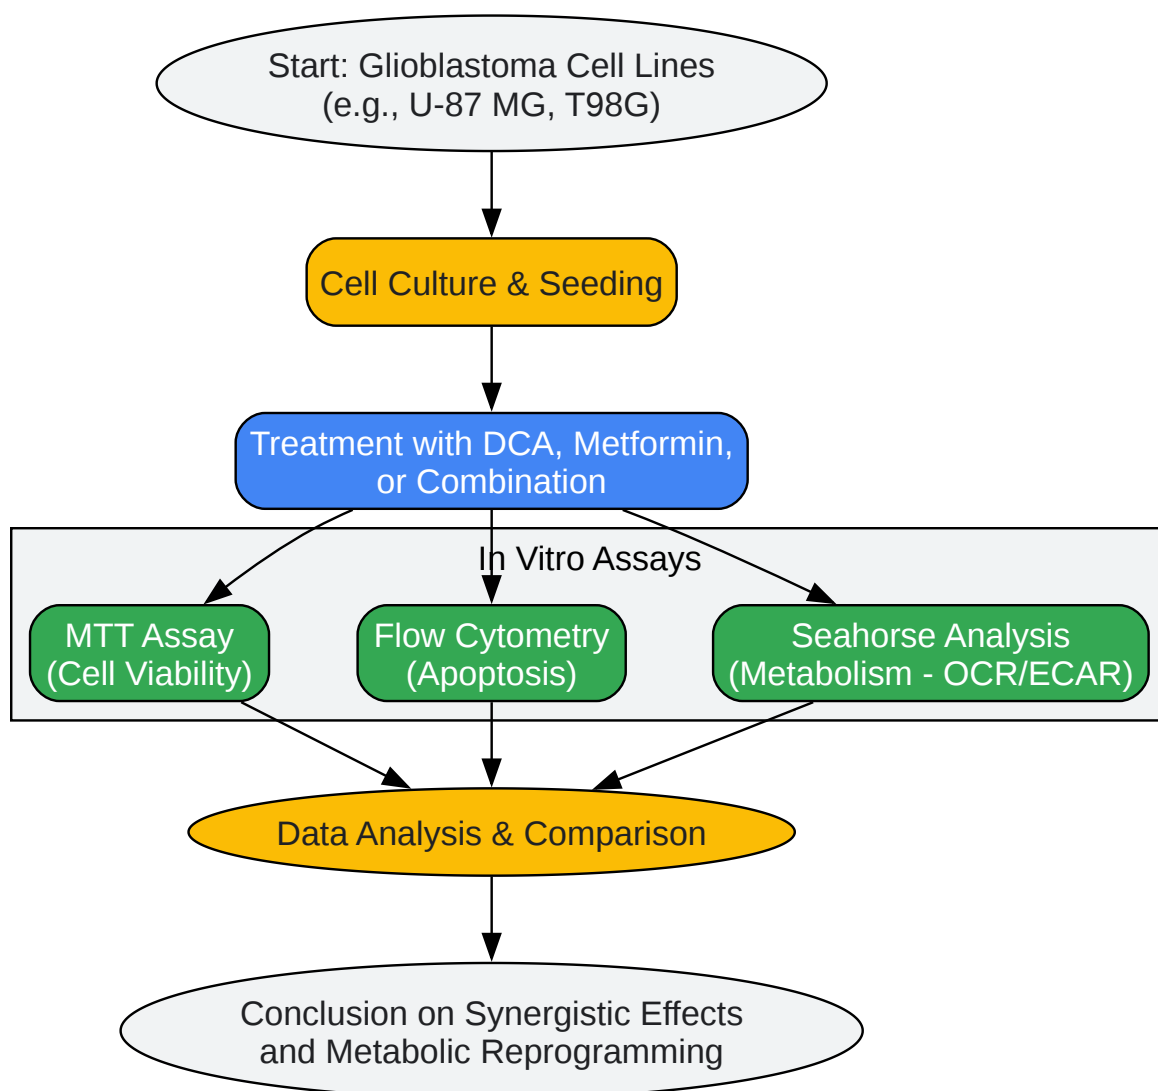 Start: Glioblastoma Cell Lines
(e.g., U-87 MG, T98G)
Cell Culture & Seeding
Treatment with DCA, Metformin,
or Combination
In Vitro Assays
MTT Assay
(Cell Viability)
Flow Cytometry
(Apoptosis)
Seahorse Analysis
(Metabolism - OCR/ECAR)
Data Analysis & Comparison
Conclusion on Synergistic Effects
and Metabolic Reprogramming